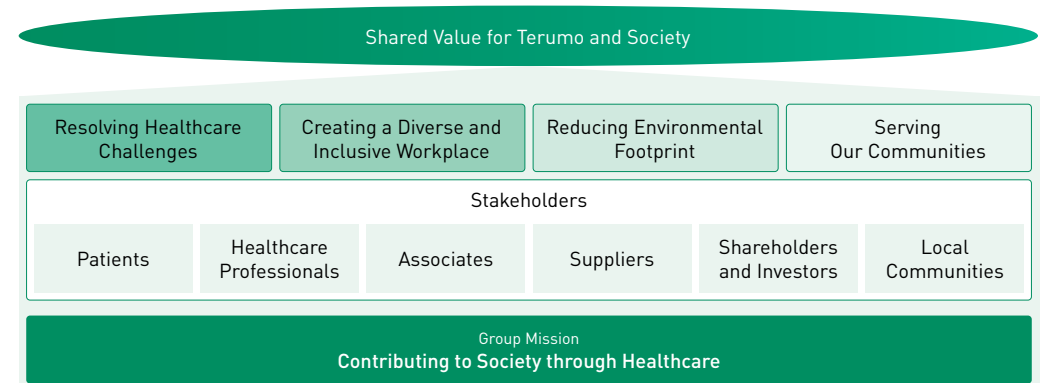 Shared Value for Terumo and Society
Resolving Healthcare
Challenges
Creating a Diverse and
Inclusive Workplace
Reducing Environmental
Footprint
Serving
Our Communities
Stakeholders
Patients
Healthcare
Professionals
Associates
Suppliers
Shareholders
and Investors
Local
Communities
Group Mission
Contributing to Society through Healthcare